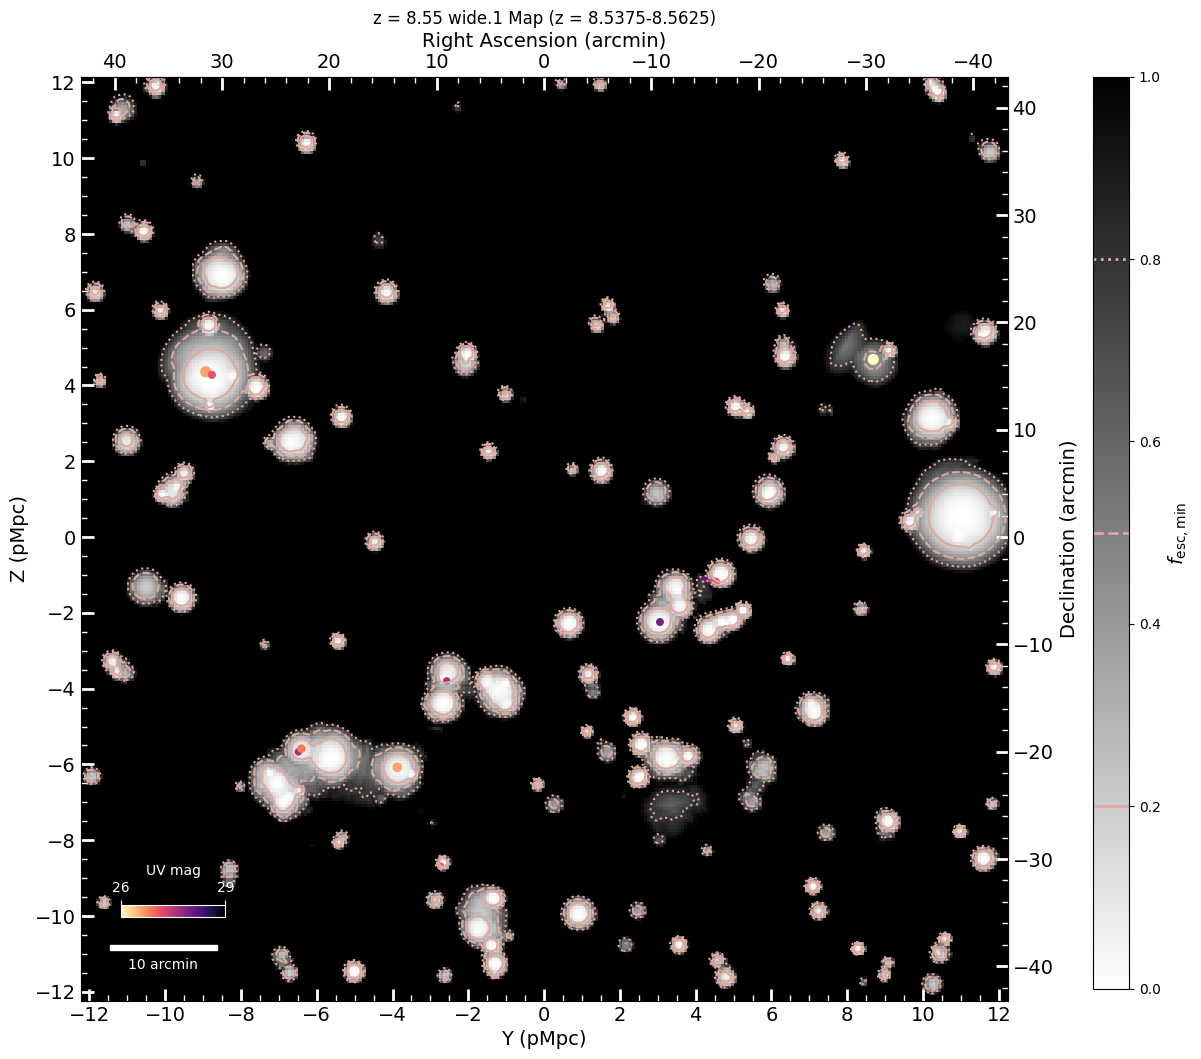 z = 8.55 wide.1 Map (z = 8.5375-8.5625)
Right Ascension (arcmin)
40 30 20 10 0 −10 −20 −30 −40
12
10
8
6
4
2
0
−2
−4
−6
−8
−10
−12
Z (pMpc)
40
30
20
10
0
−10
−20
−30
−40
Declination (arcmin)
1.0
0.8
0.6
0.4
0.2
0.0
fesc, min
UV mag
26 29
10 arcmin
−12 −10 −8 −6 −4 −2 0 2 4 6 8 10 12
Y (pMpc)